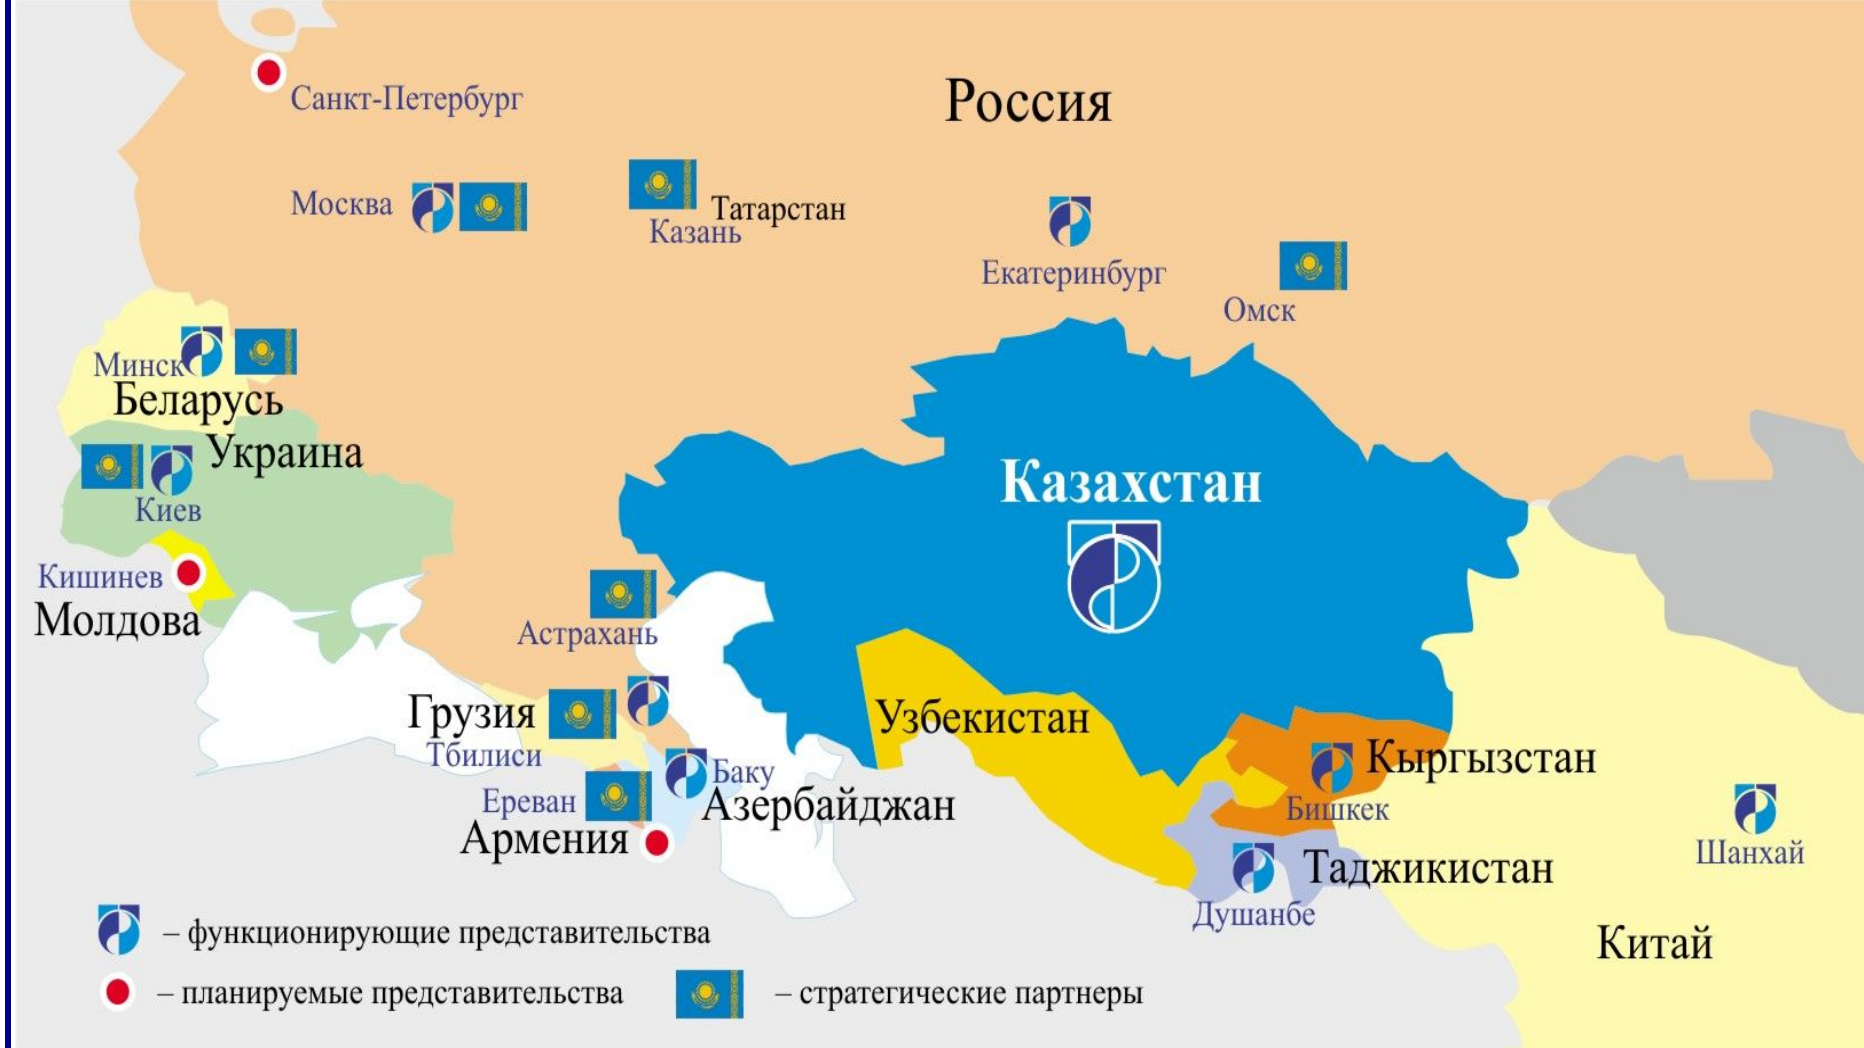 Россия
Санкт-Петербург
Москва
Татарстан
Казань
Екатеринбург
Омск
Минск
Беларусь
Украина
Киев
Казахстан
Кишинев
Молдова
Астрахань
Грузия
Тбилиси
Узбекистан
Баку
Кыргызстан
Ереван
Азербайджан
Бишкек
Армения
Шанхай
Таджикистан
Душанбе
Китай
– функционирующие представительства
– планируемые представительства
– стратегические партнеры